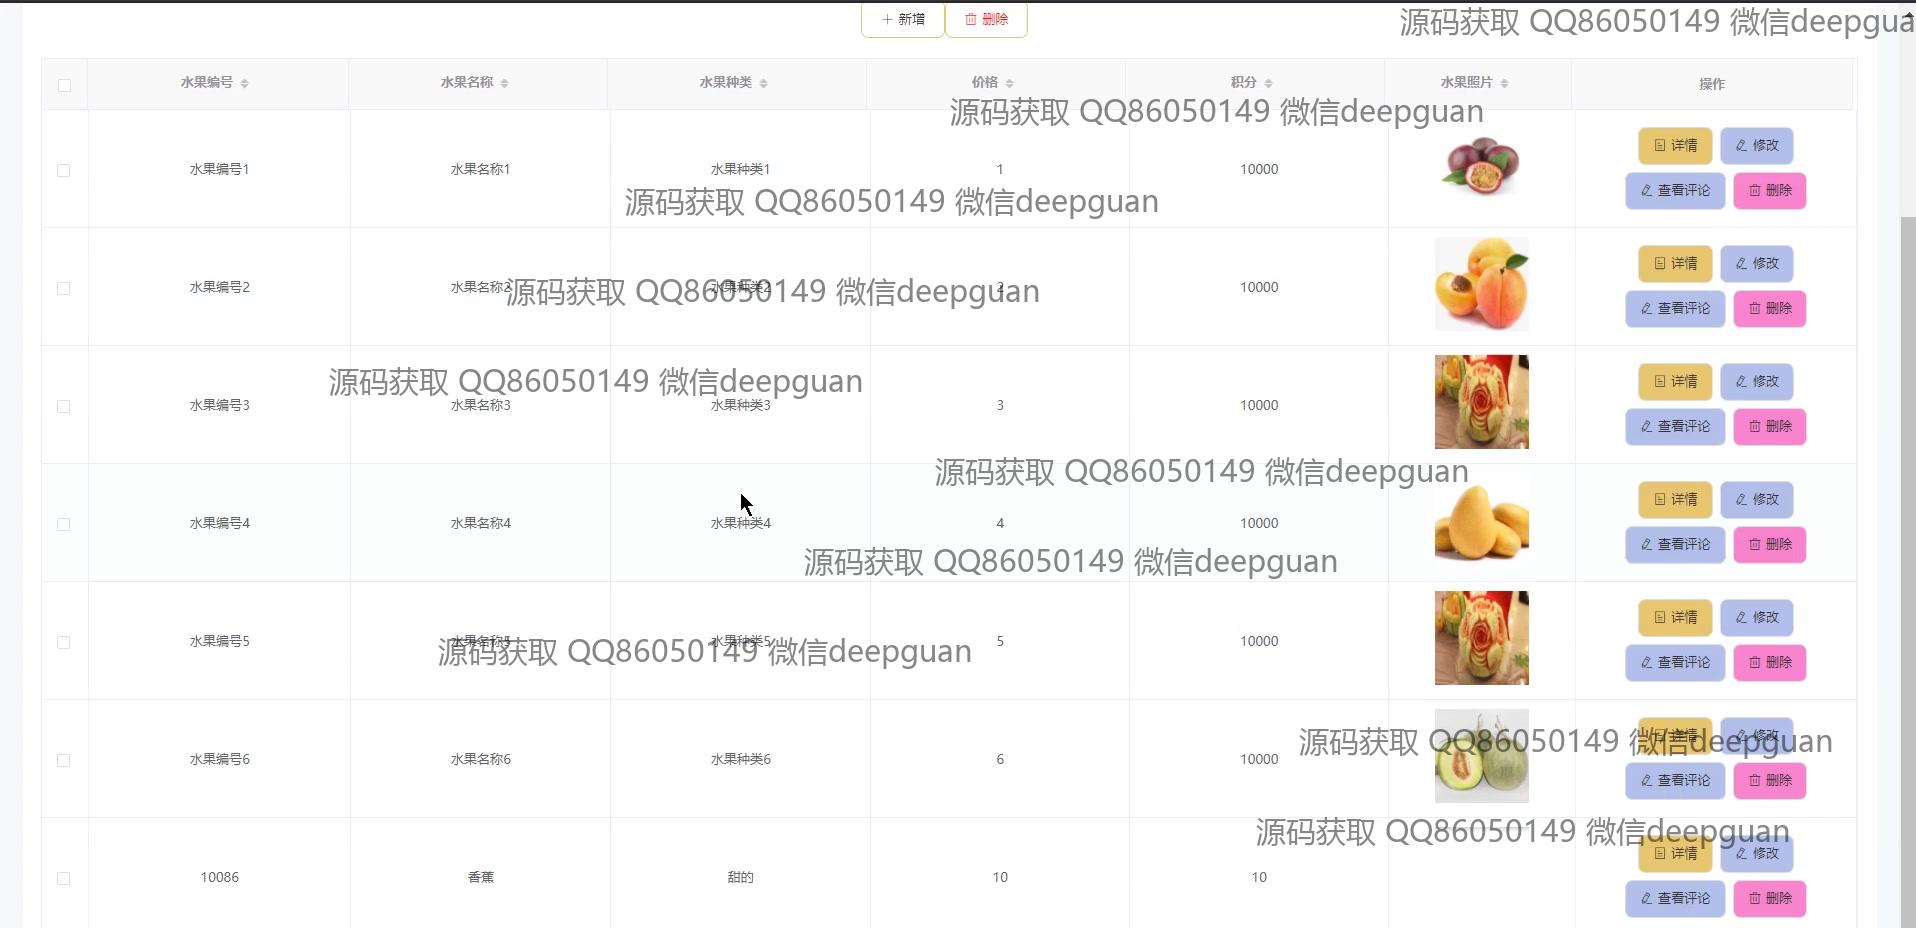 新增 删除
源码获取 QQ86050149 微信deepgua
水果编号 水果名称 水果种类 价格 积分 水果照片 操作
源码获取 QQ86050149 微信deepguan
水果编号1 水果名称1 水果种类1 1 10000 详情 修改
查看评论 删除
源码获取 QQ86050149 微信deepguan
水果编号2 水果名称2 水果种类2 2 10000 详情 修改
源码获取 QQ86050149 微信deepguan
查看评论 删除
源码获取 QQ86050149 微信deepguan
水果编号3 水果名称3 水果种类3 3 10000 详情 修改
查看评论 删除
源码获取 QQ86050149 微信deepguan
水果编号4 水果名称4 水果种类4 4 10000 详情 修改
查看评论 删除
源码获取 QQ86050149 微信deepguan
水果编号5 水果名称5 水果种类5 5 10000 详情 修改
源码获取 QQ86050149 微信deepguan
查看评论 删除
水果编号6 水果名称6 水果种类6 6 10000 详情 修改
源码获取 QQ86050149 微信deepguan
查看评论 删除
源码获取 QQ86050149 微信deepguan
10086 香蕉 甜的 10 10 详情 修改
查看评论 删除